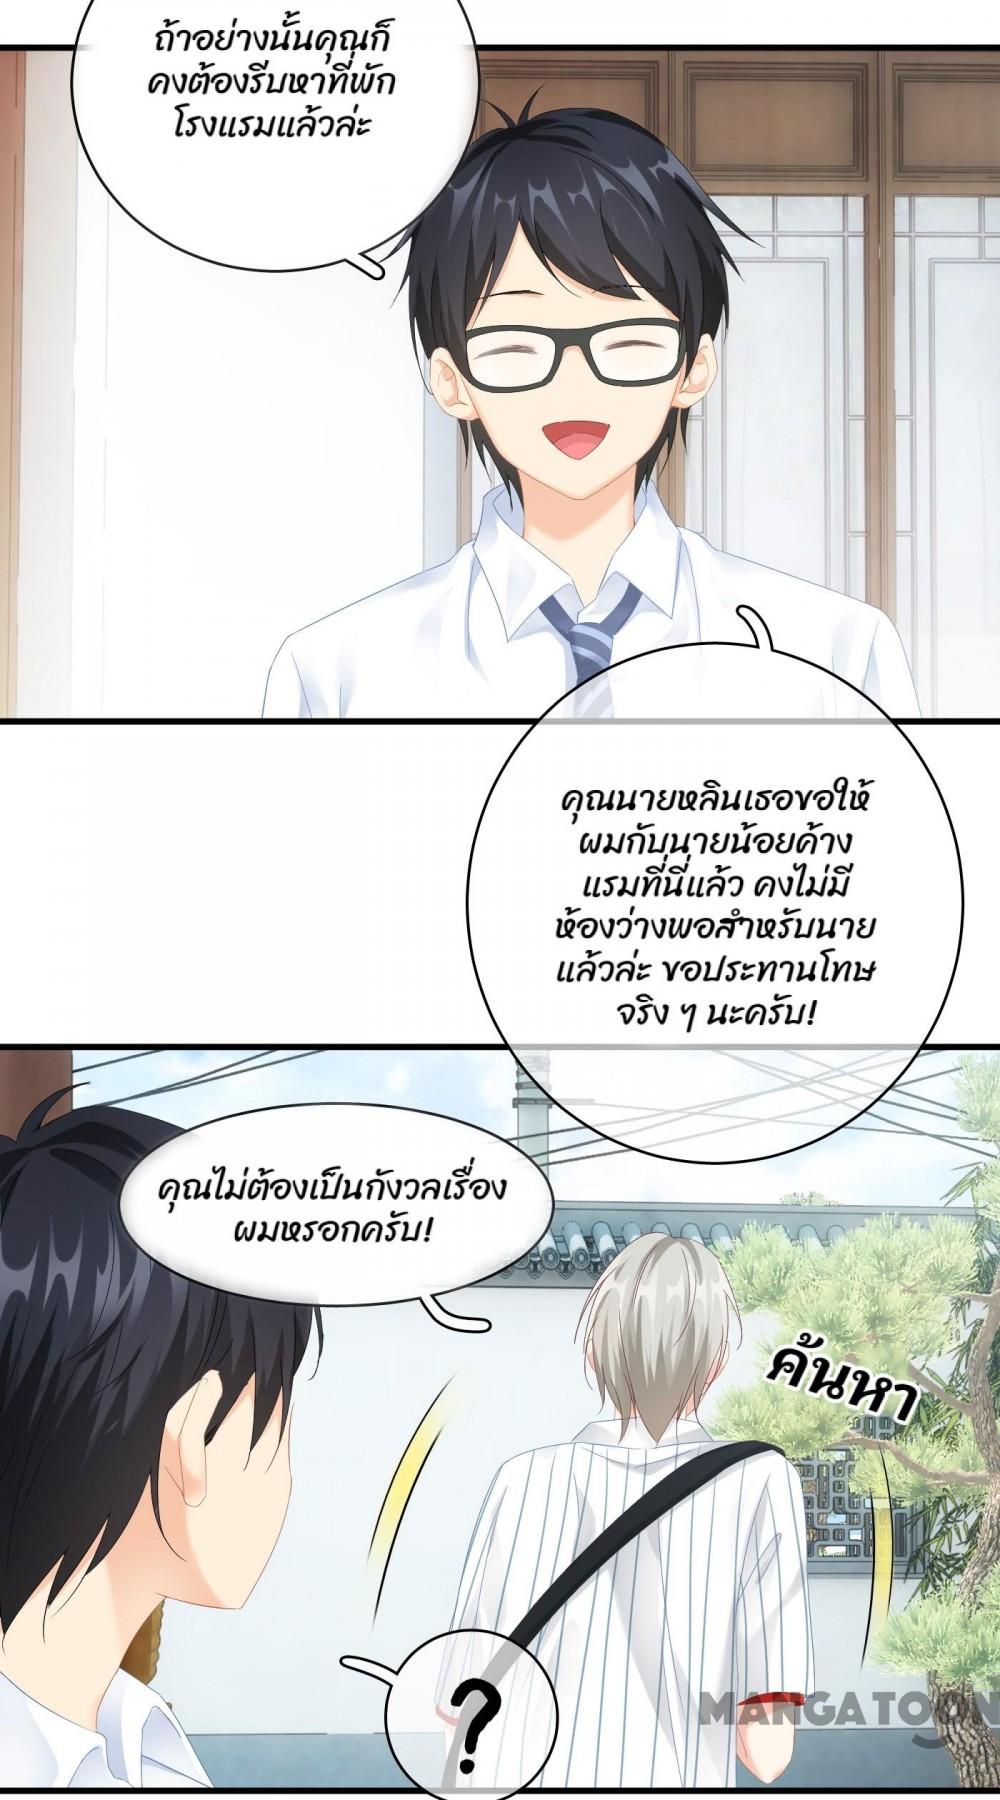 ถ้าอย่างนั้นคุณก็
คงต้องรีบหาที่พัก
โรงแรมแล้วล่ะ
คุณนายหลินเธอขอให้
ผมกับนายน้อยค้าง
แรมที่นี่แล้ว คงไม่มี
ห้องว่างพอสำหรับนาย
แล้วล่ะ ขอประทานโทษ
จริง ๆ นะครับ!
คุณไม่ต้องเป็นกังวลเรื่อง
ผมหรอกครับ!
ค้นหา
?
MANGATOON